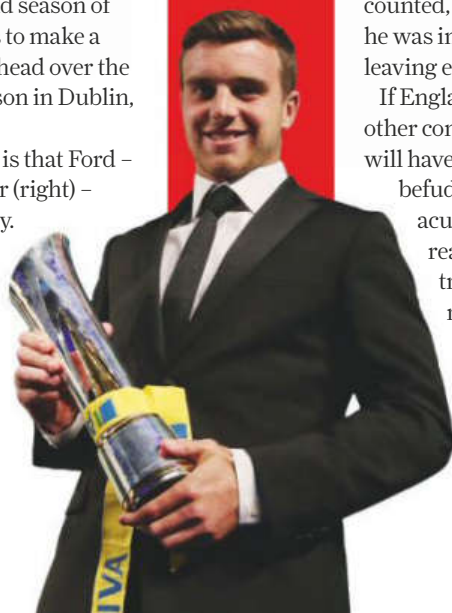 d season of
s to make a
head over the
son in Dublin,
is that Ford –
r (right) –
y.
counted,
he was in
leaving e
If Engla
other con
will have
befud
acu
rea
tr
r
IVA